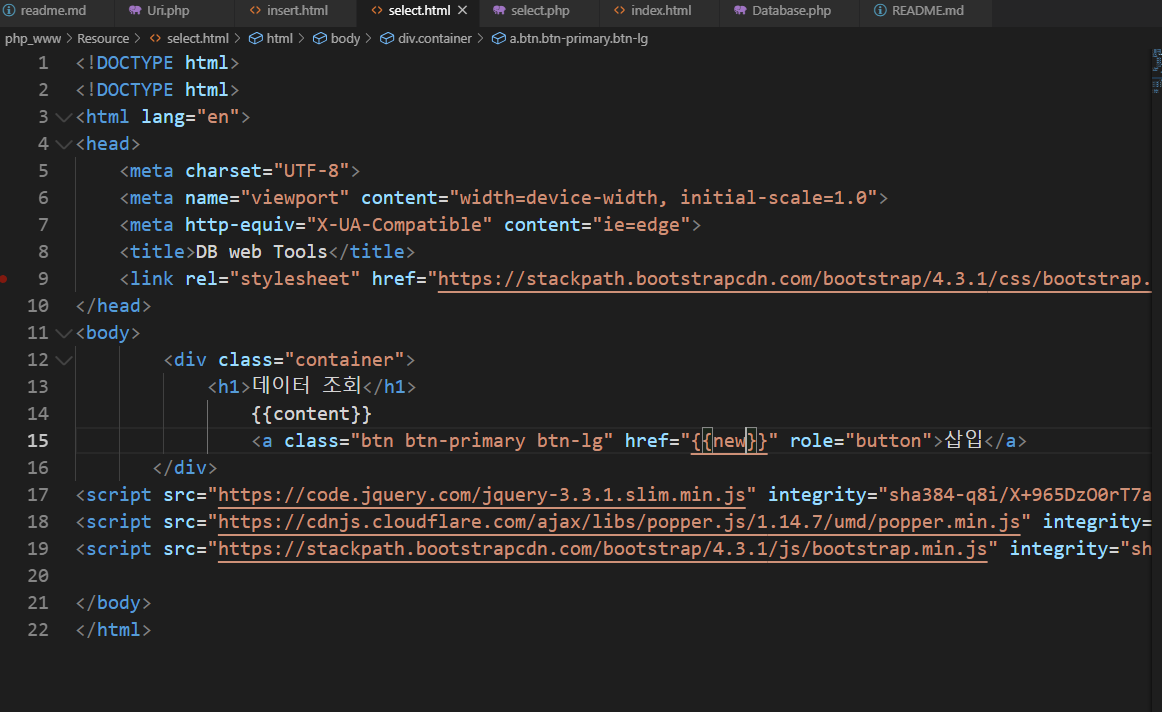 readme.md Uri.php insert.html select.html select.php index.html Database.php README.md
php_www > Resource > select.html > html > body > div.container > a.btn.btn-primary.btn-lg
1 <!DOCTYPE html>
2 <!DOCTYPE html>
3 <html lang="en">
4 <head>
5 <meta charset="UTF-8">
6 <meta name="viewport" content="width=device-width, initial-scale=1.0">
7 <meta http-equiv="X-UA-Compatible" content="ie=edge">
8 <title>DB web Tools</title>
9 <link rel="stylesheet" href="https://stackpath.bootstrapcdn.com/bootstrap/4.3.1/css/bootstrap.
10 </head>
11 <body>
12 <div class="container">
13 <h1>데이터 조회</h1>
14 {{content}}
15 <a class="btn btn-primary btn-lg" href="{{new}}" role="button">삽입</a>
16 </div>
17 <script src="https://code.jquery.com/jquery-3.3.1.slim.min.js" integrity="sha384-q8i/X+965DzO0rT7a
18 <script src="https://cdnjs.cloudflare.com/ajax/libs/popper.js/1.14.7/umd/popper.min.js" integrity=
19 <script src="https://stackpath.bootstrapcdn.com/bootstrap/4.3.1/js/bootstrap.min.js" integrity="sh
20
21 </body>
22 </html>